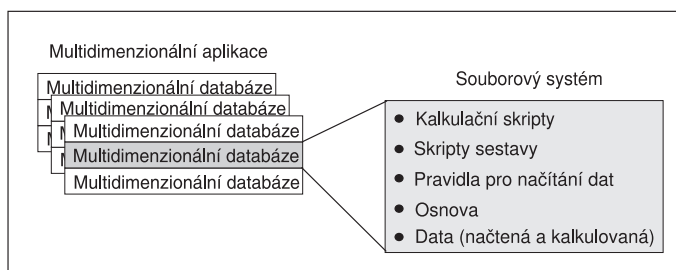 Multidimenzionální aplikace
Multidimenzionální databáze
Multidimenzionální databáze
Multidimenzionální databáze
Multidimenzionální databáze
Multidimenzionální databáze
Souborový systém
Kalkulační skripty
Skripty sestavy
Pravidla pro načítání dat
Osnova
Data (načtená a kalkulovaná)